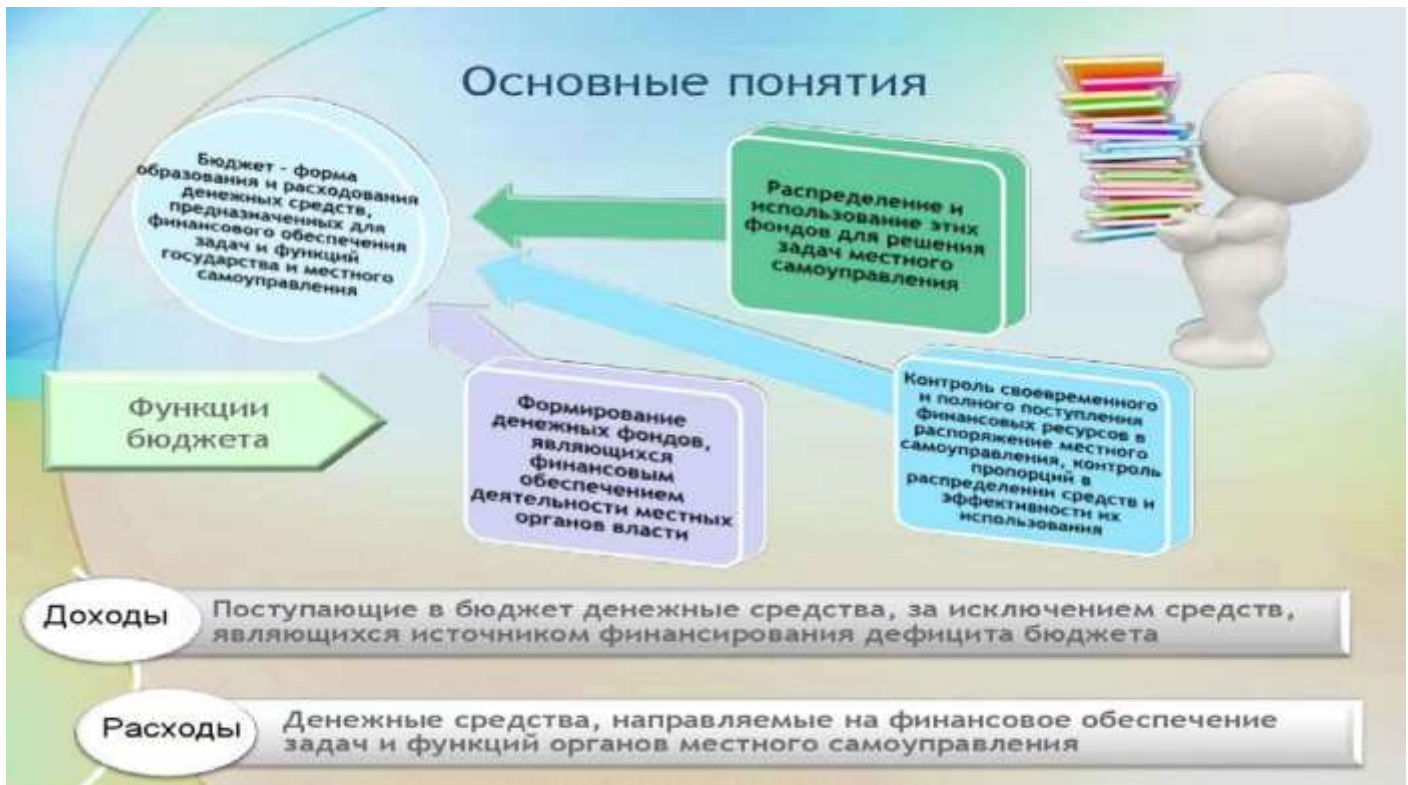 Основные понятия
Бюджет - форма
образования и расходования
денежных средств,
предназначенных для
финансового обеспечения
задач и функций
государства и местного
самоуправления
Распределение и
использование этих
фондов для решения
задач местного
самоуправления
Функции
бюджета
Формирование
денежных фондов,
являющихся
финансовым
обеспечением
деятельности местных
органов власти
Контроль своевременного
и полного поступления
финансовых ресурсов в
распоряжение местного
самоуправления, контроль
пропорций в
распределении средств и
эффективности их
использования
Доходы
Поступающие в бюджет денежные средства, за исключением средств,
являющихся источником финансирования дефицита бюджета
Расходы
Денежные средства, направляемые на финансовое обеспечение
задач и функций органов местного самоуправления